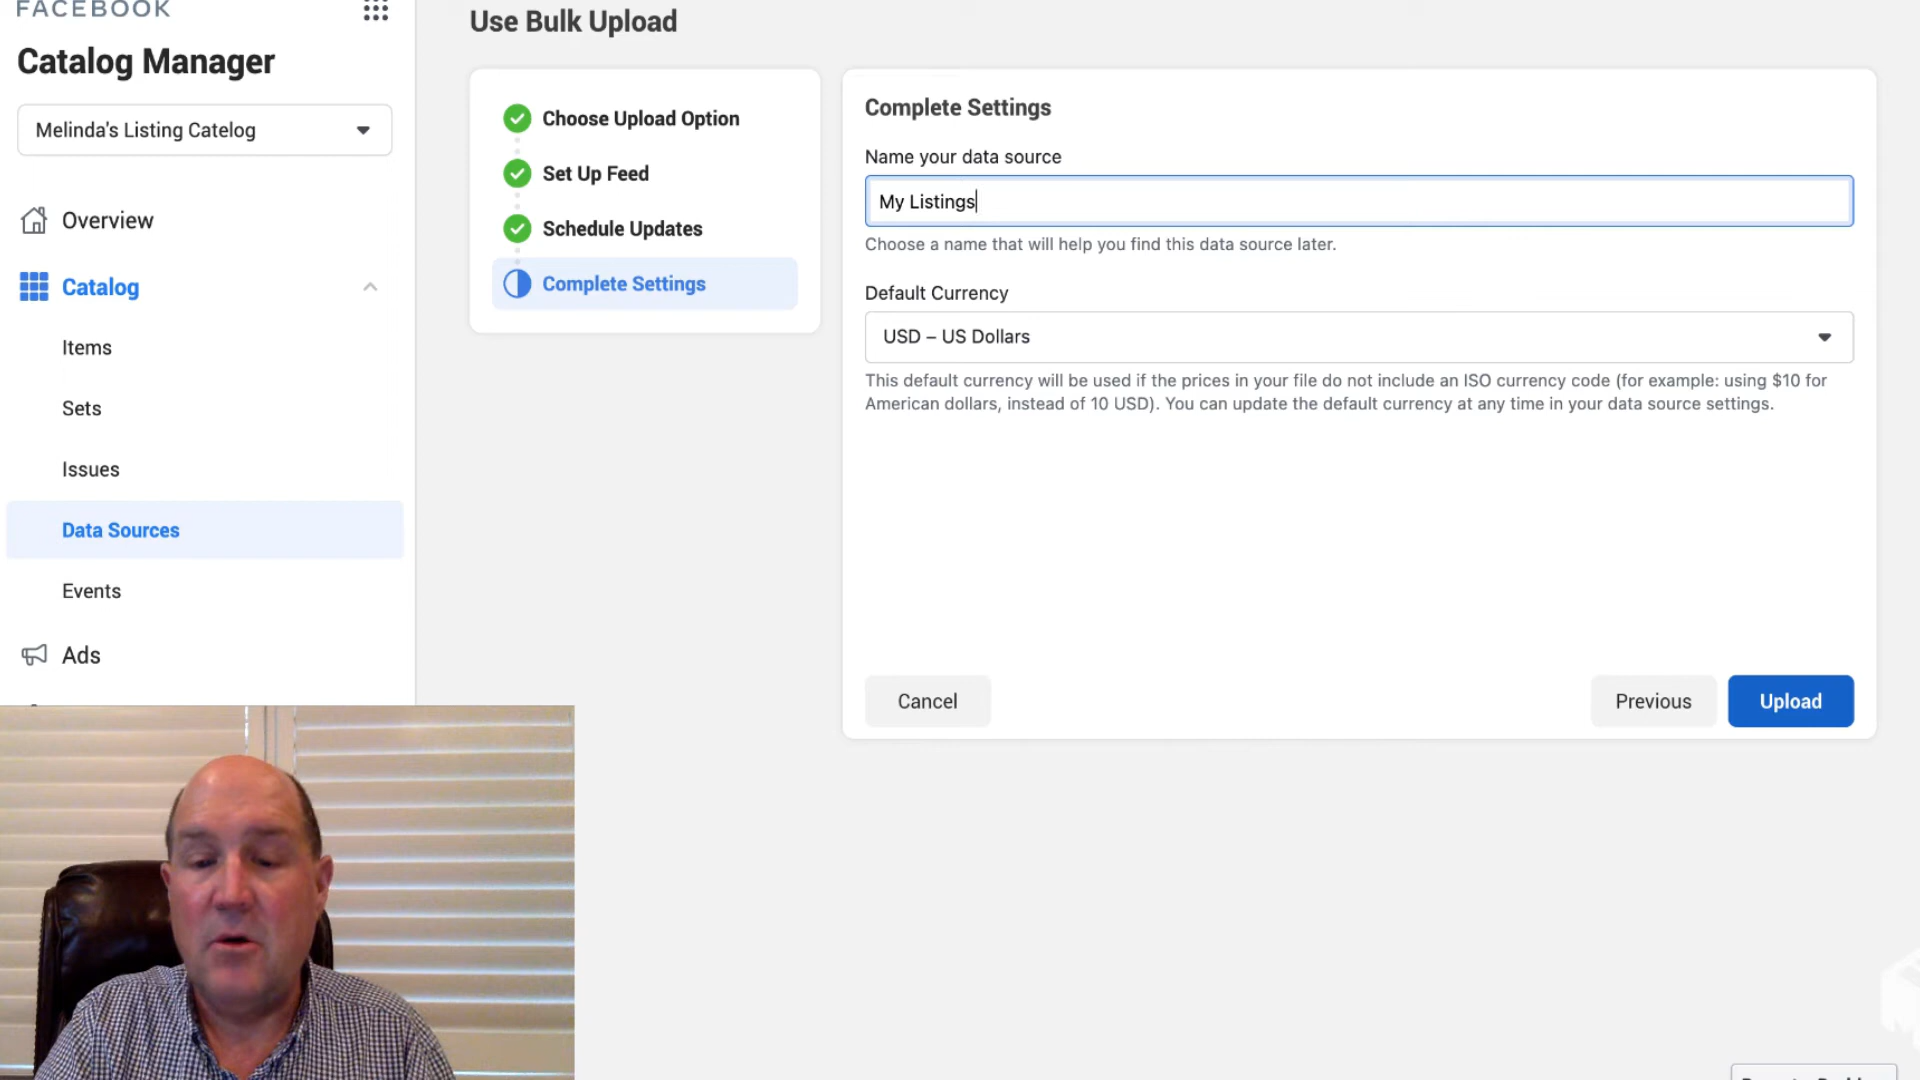 FACEBOOK
Catalog Manager
Melinda's Listing Catelog
Overview
Catalog
Items
Sets
Issues
Data Sources
Events
Ads
Use Bulk Upload
Choose Upload Option
Set Up Feed
Schedule Updates
Complete Settings
Complete Settings
Name your data source
My Listings
Choose a name that will help you find this data source later.
Default Currency
USD – US Dollars
This default currency will be used if the prices in your file do not include an ISO currency code (for example: using $10 for
American dollars, instead of 10 USD). You can update the default currency at any time in your data source settings.
Cancel
Previous
Upload